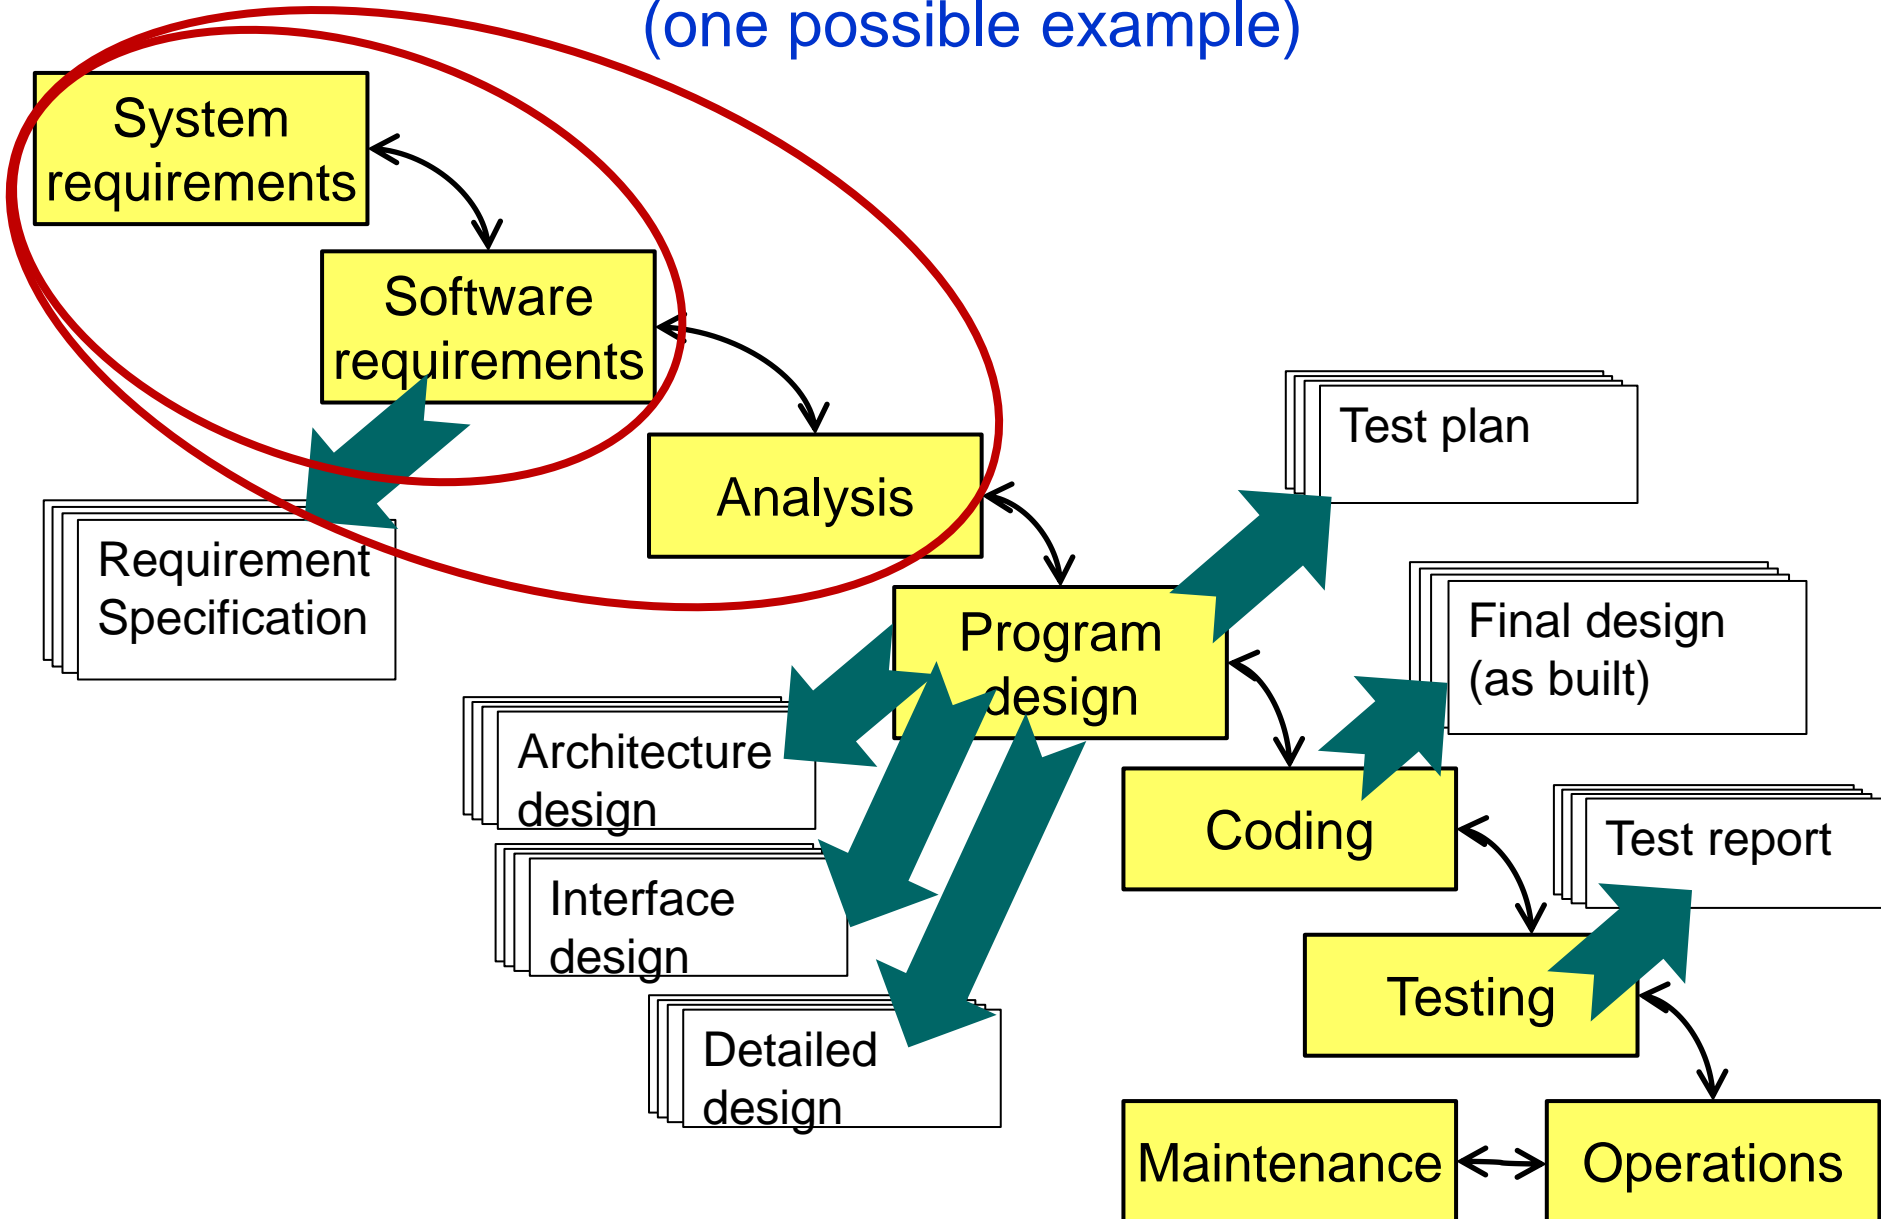 (one possible example)
System
requirements
Software
requirements
Analysis
Test plan
Requirement
Specification
Program
design
Final design
(as built)
Architecture
design
Coding
Test report
Interface
design
Testing
Detailed
design
Maintenance
Operations